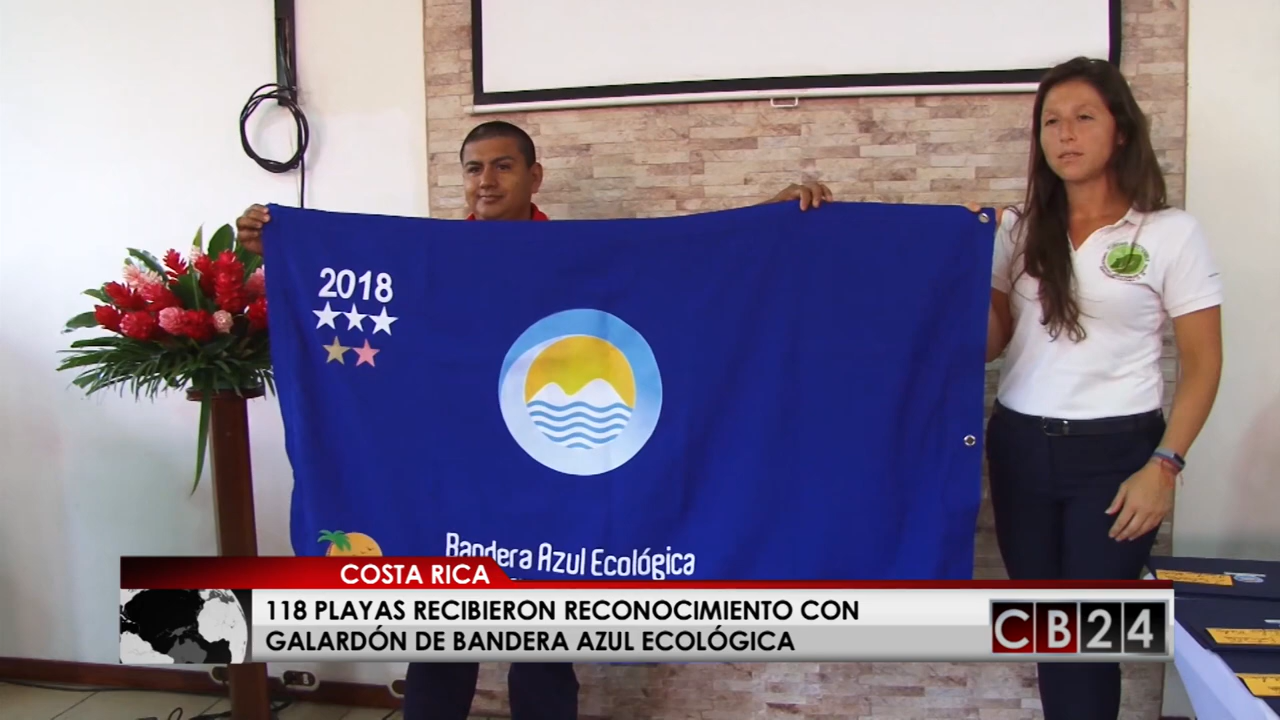 2018
Bandera Azul Ecológica
COSTA RICA
118 PLAYAS RECIBIERON RECONOCIMIENTO CON
GALARDÓN DE BANDERA AZUL ECOLÓGICA
CB24